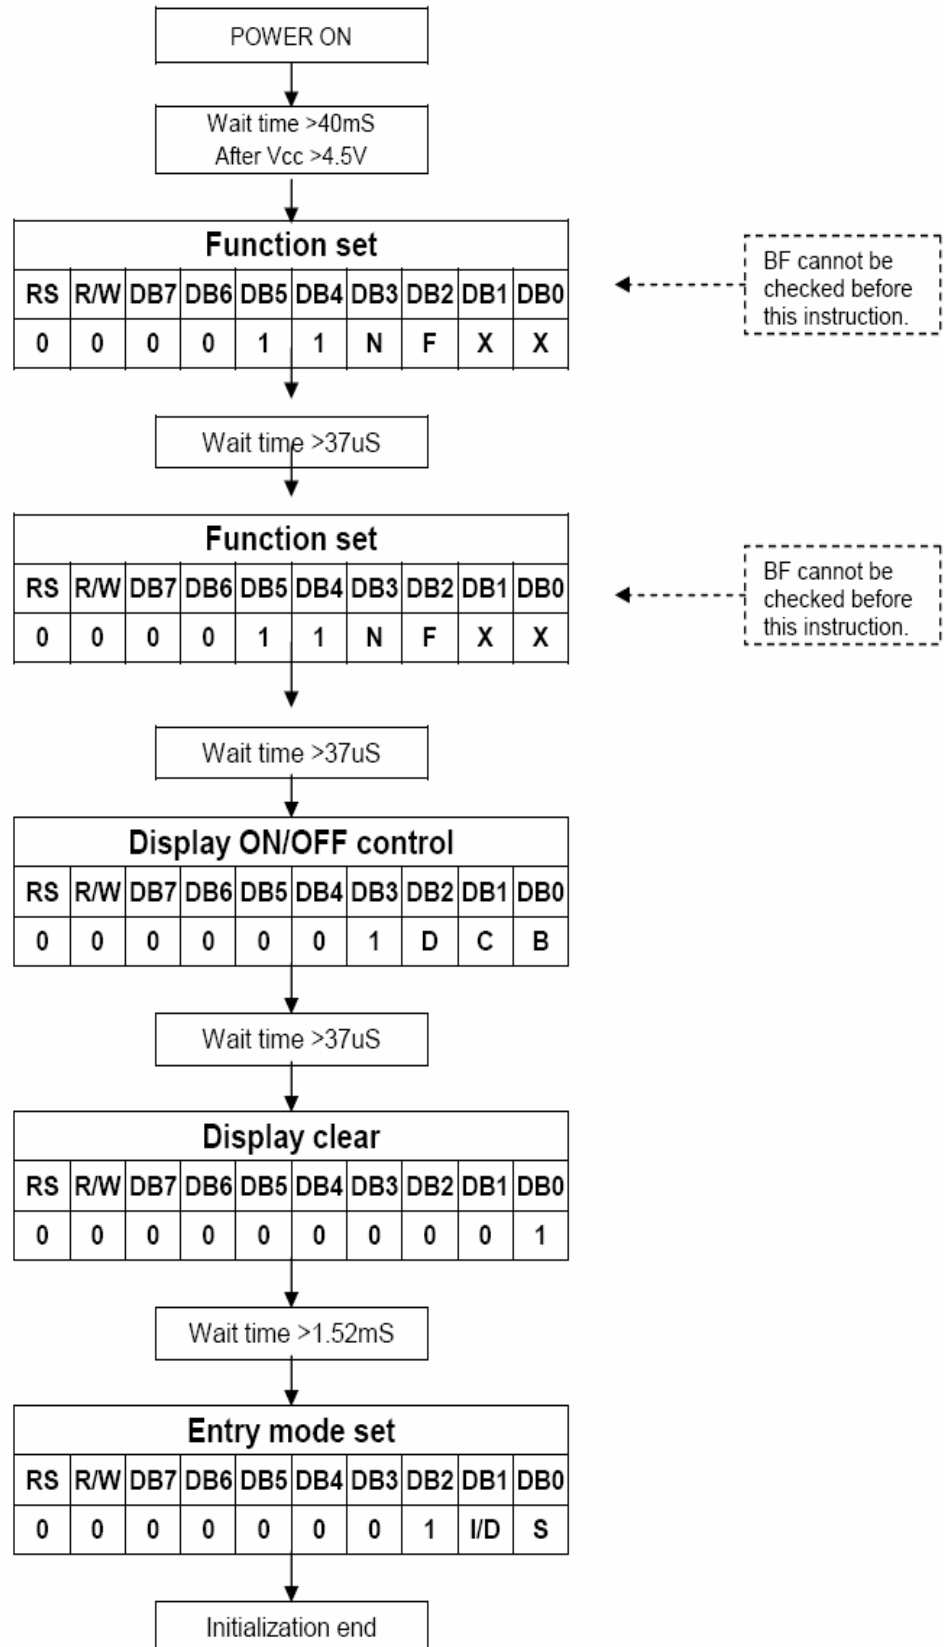 POWER ON
Wait time >40mS
After Vcc >4.5V
Function set
RS R/W DB7 DB6 DB5 DB4 DB3 DB2 DB1 DB0
0 0 0 0 1 1 N F X X
BF cannot be
checked before
this instruction.
Wait time >37uS
Function set
RS R/W DB7 DB6 DB5 DB4 DB3 DB2 DB1 DB0
0 0 0 0 1 1 N F X X
BF cannot be
checked before
this instruction.
Wait time >37uS
Display ON/OFF control
RS R/W DB7 DB6 DB5 DB4 DB3 DB2 DB1 DB0
0 0 0 0 0 0 1 D C B
Wait time >37uS
Display clear
RS R/W DB7 DB6 DB5 DB4 DB3 DB2 DB1 DB0
0 0 0 0 0 0 0 0 0 1
Wait time >1.52mS
Entry mode set
RS R/W DB7 DB6 DB5 DB4 DB3 DB2 DB1 DB0
0 0 0 0 0 0 0 1 I/D S
Initialization end